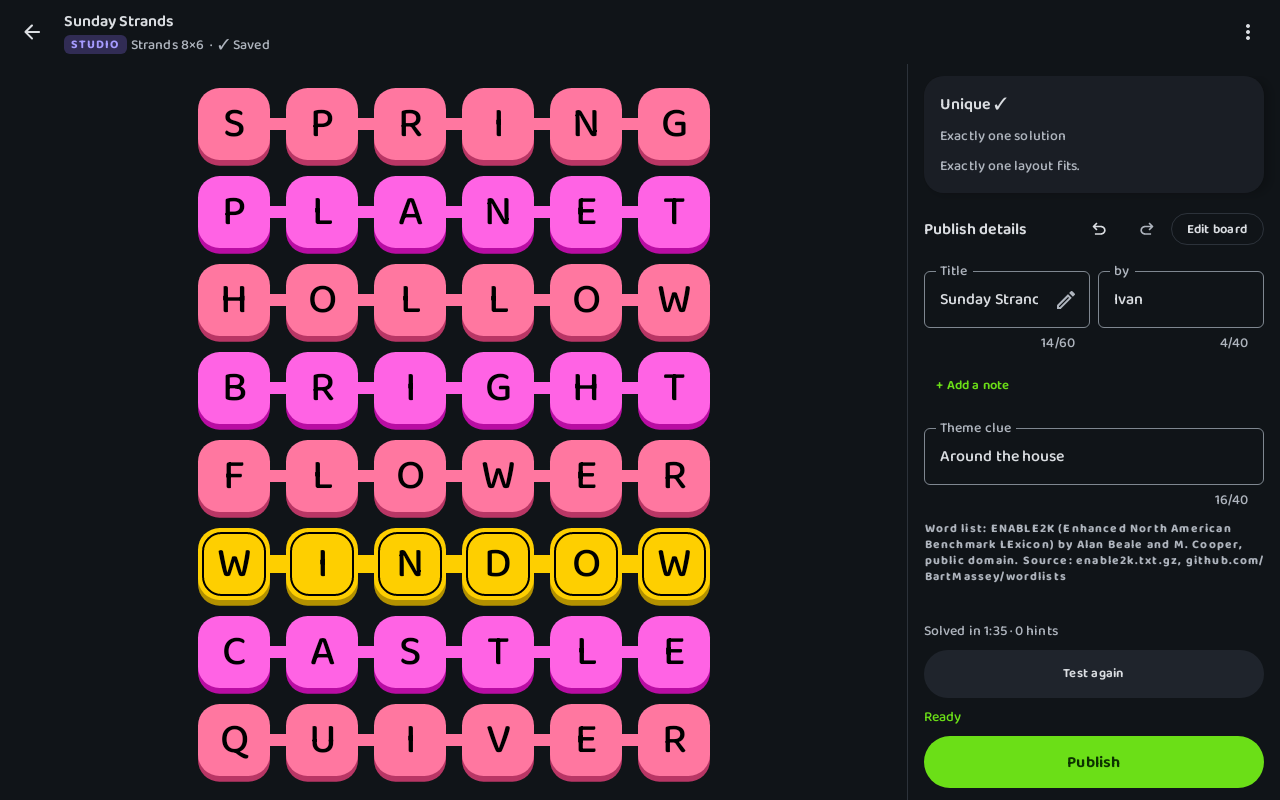 Sunday Strands
STUDIO Strands 8×6 · ✓ Saved
S P R I N G
P L A N E T
H O L L O W
B R I G H T
F L O W E R
W I N D O W
C A S T L E
Q U I V E R
Unique ✓
Exactly one solution
Exactly one layout fits.
Publish details
Edit board
Title
Sunday Stranc
14/60
by
Ivan
4/40
+ Add a note
Theme clue
Around the house
16/40
Word list: ENABLE2K (Enhanced North American
Benchmark LExicon) by Alan Beale and M. Cooper,
public domain. Source: enable2k.txt.gz, github.com/
BartMassey/wordlists
Solved in 1:35 · 0 hints
Test again
Ready
Publish